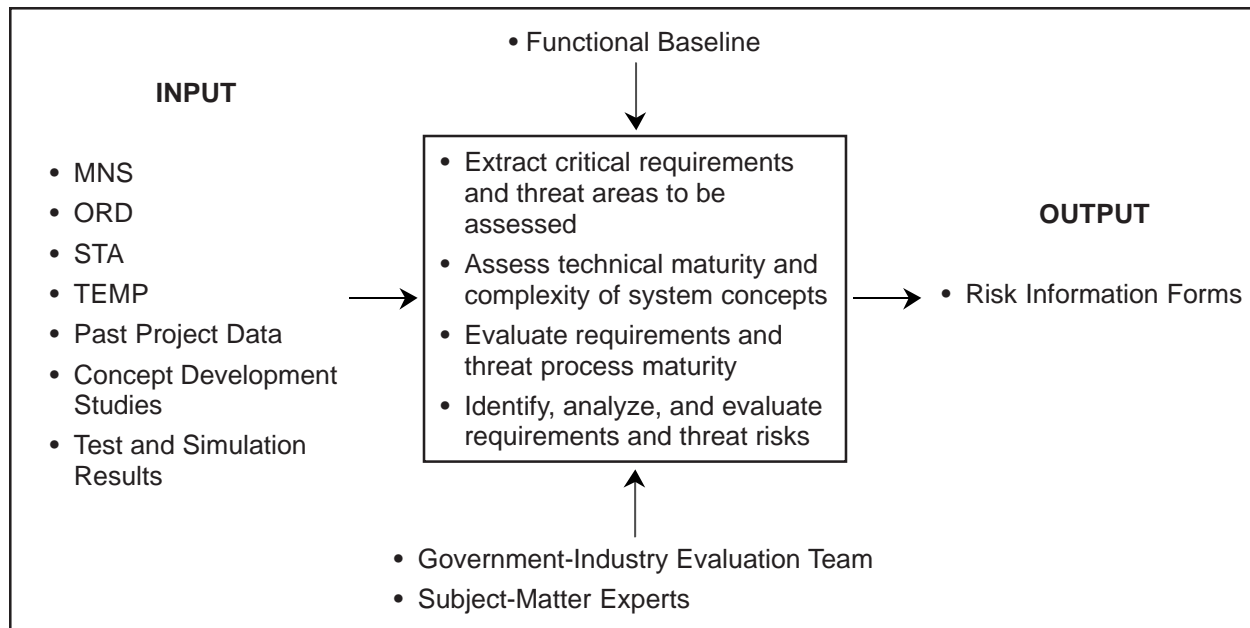 • Functional Baseline
INPUT
• MNS
• ORD
• STA
• TEMP
• Past Project Data
• Concept Development
Studies
• Test and Simulation
Results
• Extract critical requirements
and threat areas to be
assessed
• Assess technical maturity and
complexity of system concepts
• Evaluate requirements and
threat process maturity
• Identify, analyze, and evaluate
requirements and threat risks
OUTPUT
• Risk Information Forms
• Government-Industry Evaluation Team
• Subject-Matter Experts